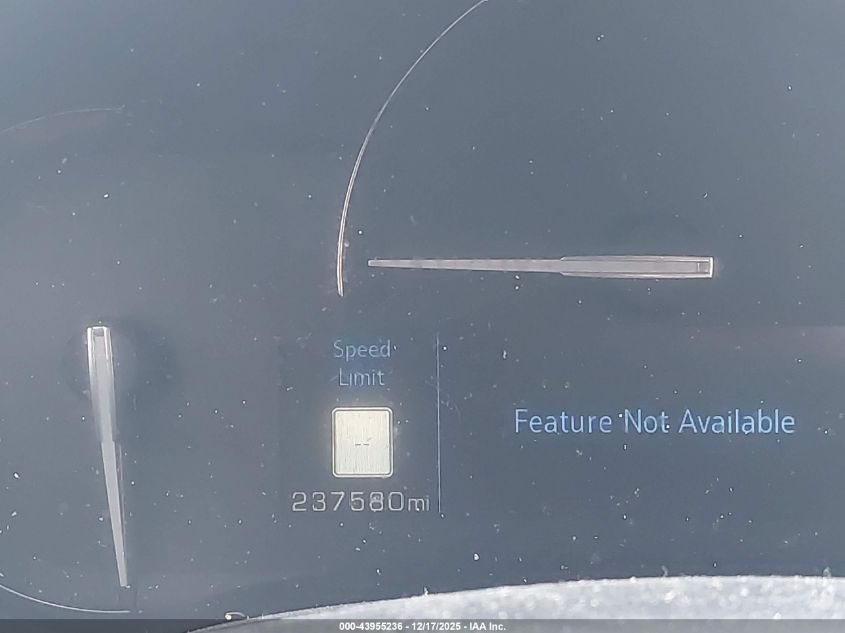 Speed
Limit
Feature Not Available
--
237580mi
000-43955236 - 12/17/2025 - IAA Inc.